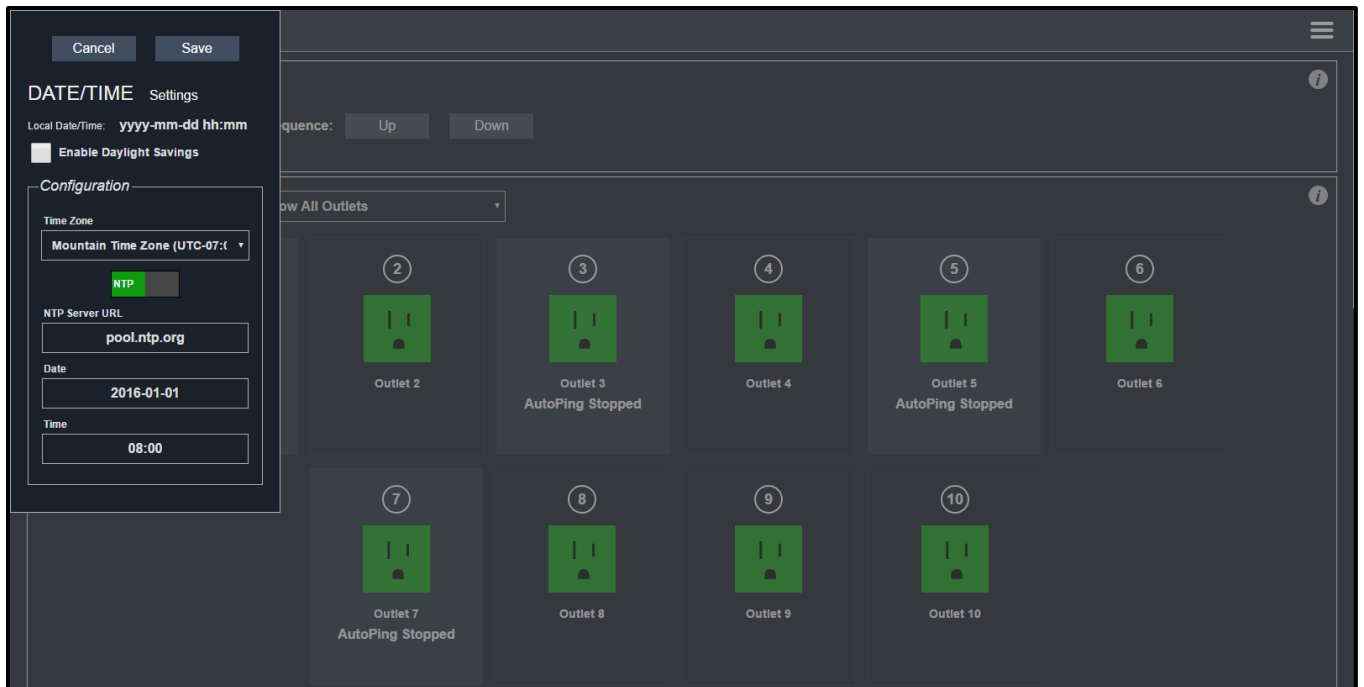 Cancel Save
DATE/TIME Settings
Local Date/Time: yyyy-mm-dd hh:mm
Enable Daylight Savings
Configuration
Time Zone
Mountain Time Zone (UTC-07:
NTP
NTP Server URL
pool.ntp.org
Date
2016-01-01
Time
08:00
quence: Up Down
ow All Outlets
2 3 4 5 6
Outlet 2 Outlet 3 Outlet 4 Outlet 5 Outlet 6
AutoPing Stopped AutoPing Stopped
7 8 9 10
Outlet 7 Outlet 8 Outlet 9 Outlet 10
AutoPing Stopped